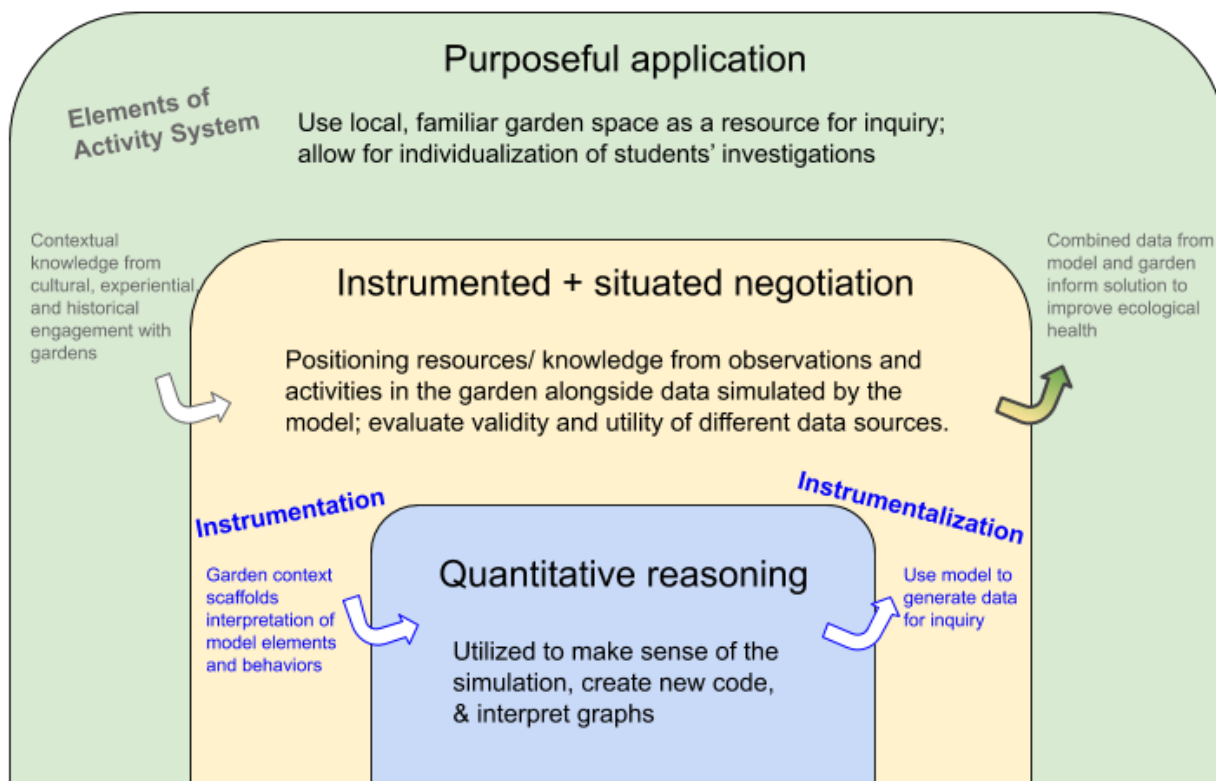 Purposeful application
Elements of
Activity System
Use local, familiar garden space as a resource for inquiry;
allow for individualization of students’ investigations
Contextual
knowledge from
cultural, experiential,
and historical
engagement with
gardens
Instrumented + situated negotiation
Positioning resources/ knowledge from observations and
activities in the garden alongside data simulated by the
model; evaluate validity and utility of different data sources.
Combined data from
model and garden
inform solution to
improve ecological
health
Instrumentation
Garden context
scaffolds
interpretation of
model elements
and behaviors
Quantitative reasoning
Utilized to make sense of the
simulation, create new code,
& interpret graphs
Instrumentalization
Use model to
generate data
for inquiry